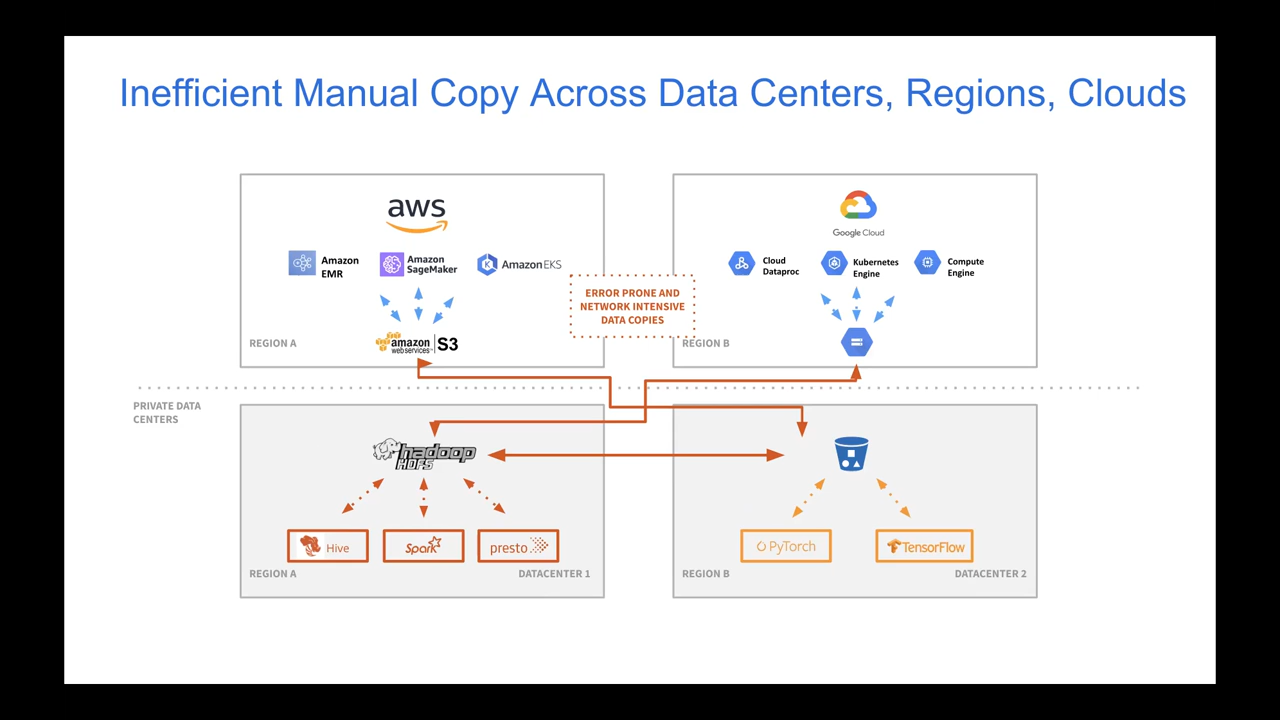 Inefficient Manual Copy Across Data Centers, Regions, Clouds
aws
Amazon
EMR
Amazon
SageMaker
Amazon EKS
amazon
webservices™
S3
REGION A
ERROR PRONE AND
NETWORK INTENSIVE
DATA COPIES
Google Cloud
Cloud
Dataproc
Kubernetes
Engine
Compute
Engine
REGION B
PRIVATE DATA
CENTERS
hadoop
HDFS
Hive
Spark
presto
REGION A
DATACENTER 1
PyTorch
TensorFlow
REGION B
DATACENTER 2